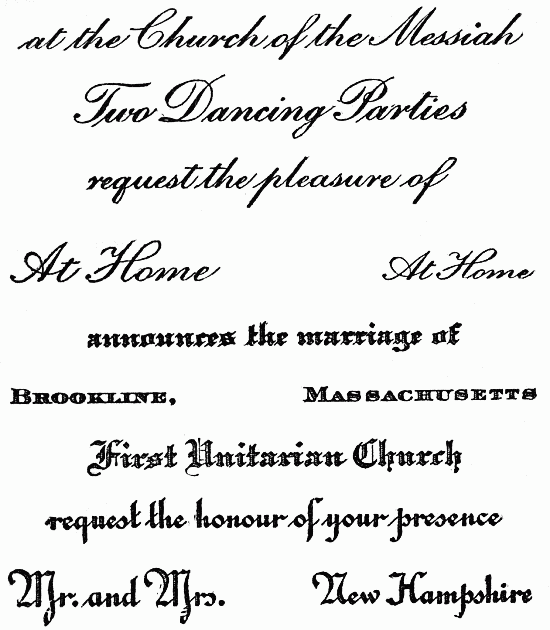 at the Church of the Messiah
Two Dancing Parties
request the pleasure of
At Home At Home
announces the marriage of
BROOKLINE, MASSACHUSETTS
First Unitarian Church
request the honour of your presence
Mr. and Mrs. New Hampshire